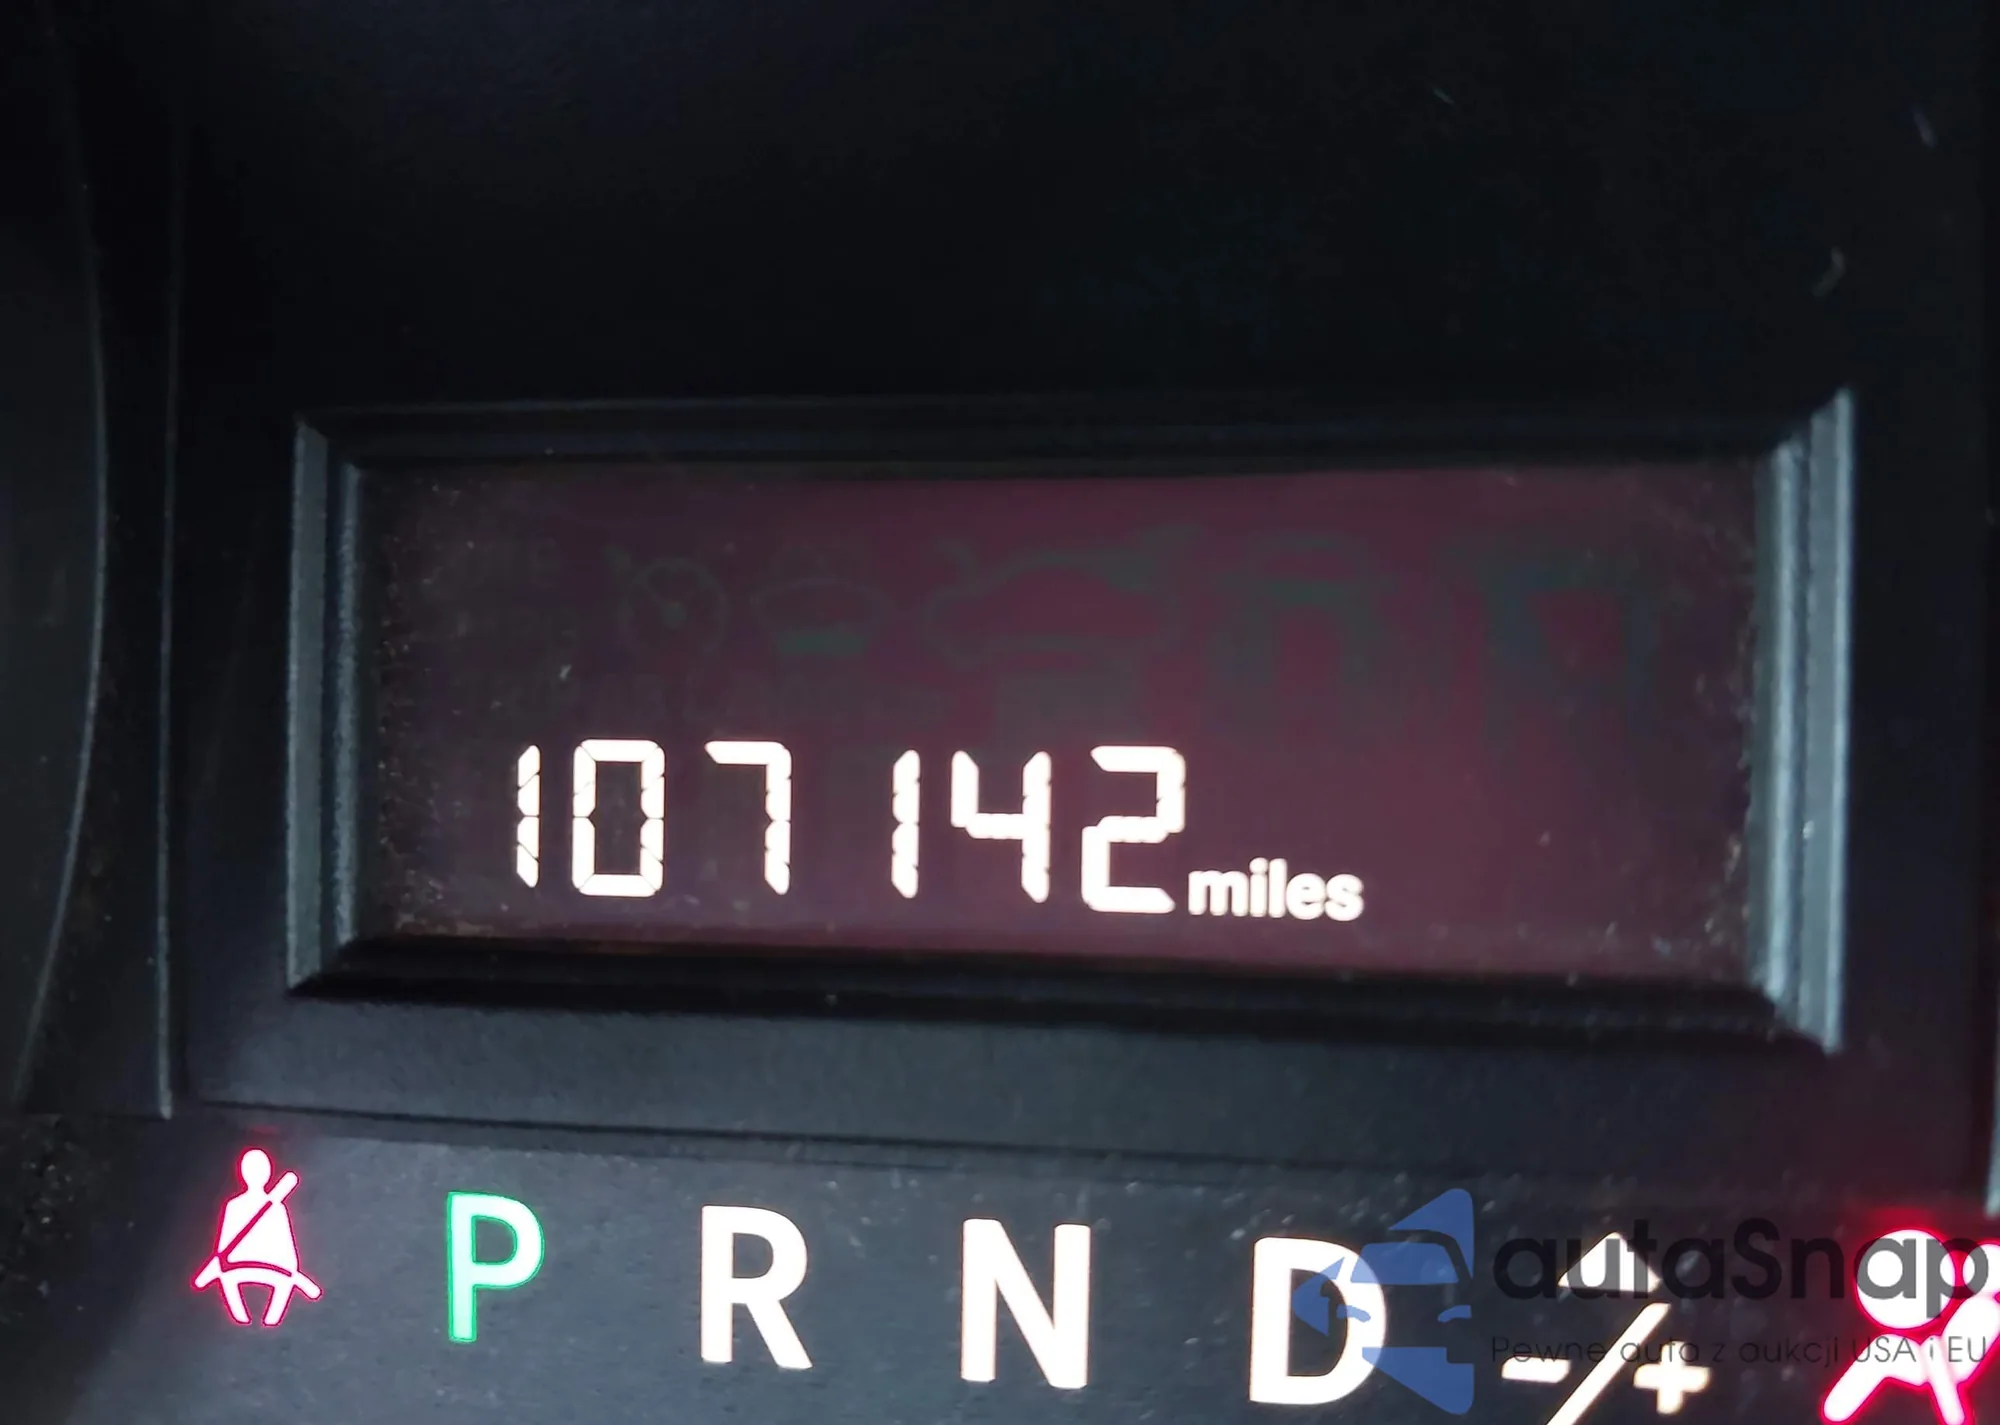 107142 miles
P R N D -/+
autaSnap
Pewne auta z aukcji USA i EU